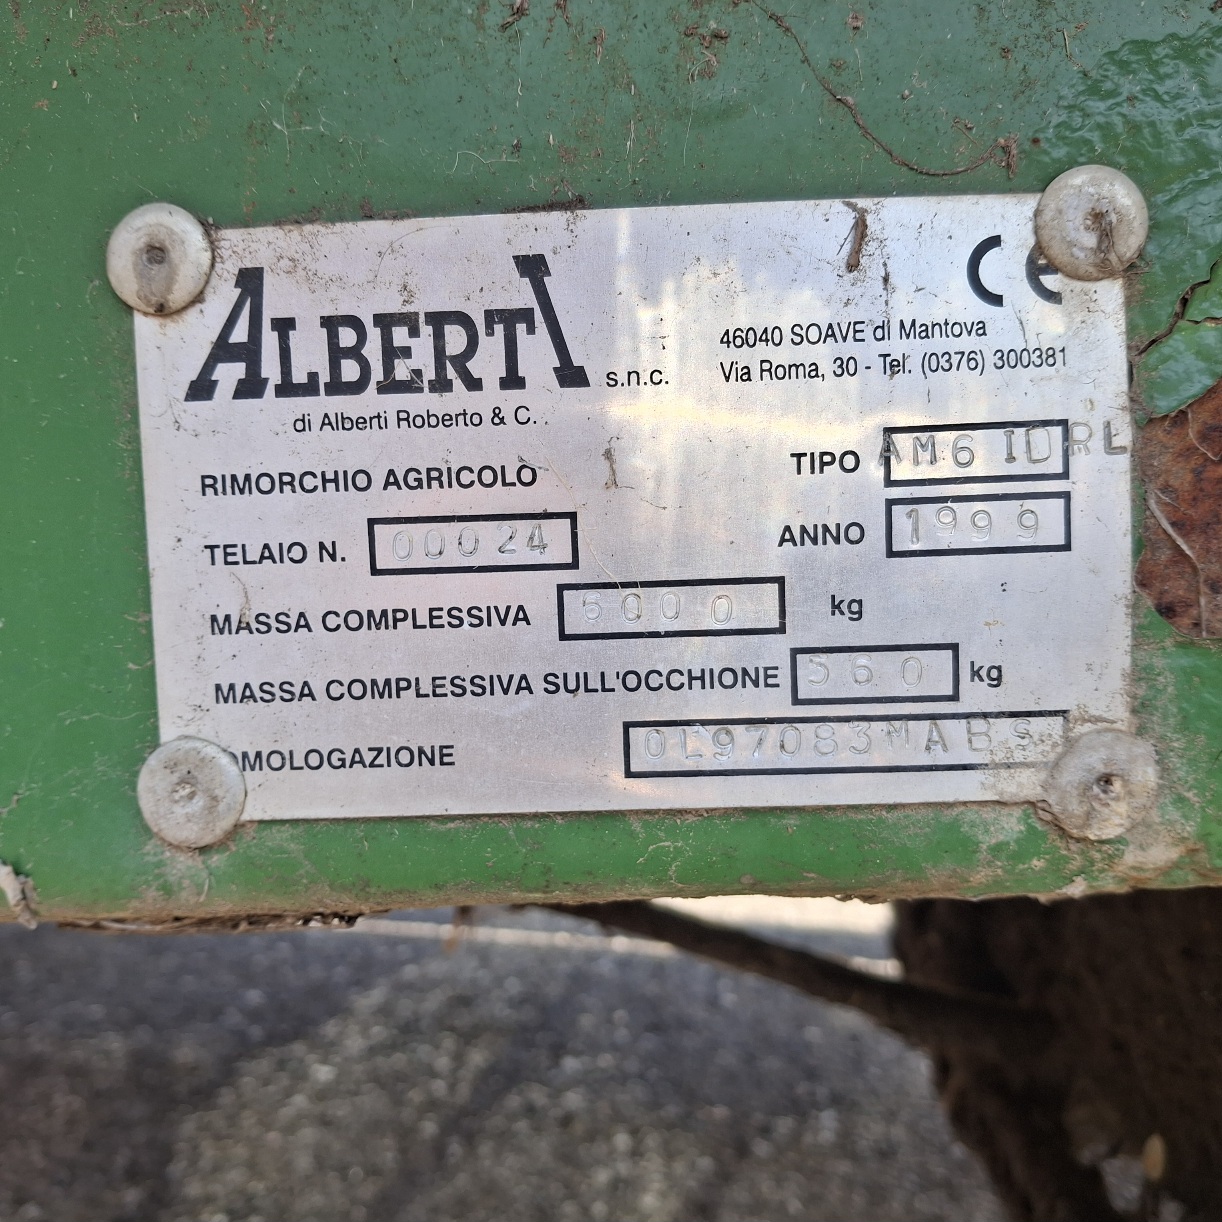 ALBERTI s.n.c.
di Alberti Roberto & C.
CE
46040 SOAVE di Mantova
Via Roma, 30 - Tel. (0376) 300381
RIMORCHIO AGRICOLO
TIPO AM6 IDRL
TELAIO N. 00024
ANNO 1999
MASSA COMPLESSIVA 6000 kg
MASSA COMPLESSIVA SULL'OCCHIONE 560 kg
OMOLOGAZIONE